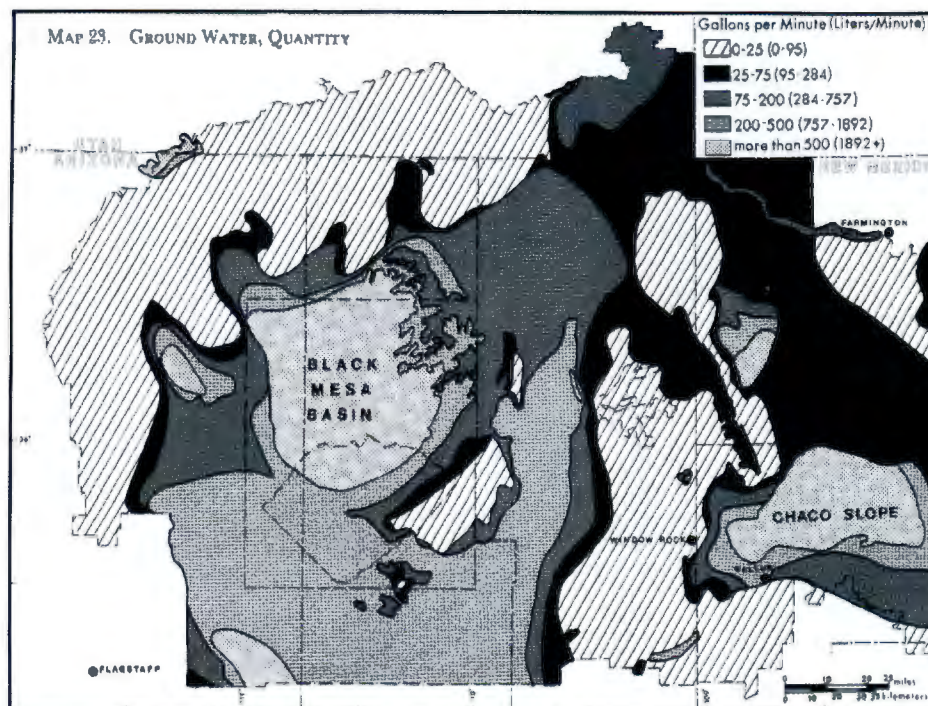 MAP 23. GROUND WATER, QUANTITY
Gallons per Minute (Liters/Minute)
0-25 (0-95)
25-75 (95-284)
75-200 (284-757)
200-500 (757-1892)
more than 500 (1892+)
UTAH
ARIZONA
NEW MEXICO
FARMINGTON
BLACK
MESA
BASIN
CHACO SLOPE
WINDOW ROCK
FLAGSTAFF
miles
kilometers